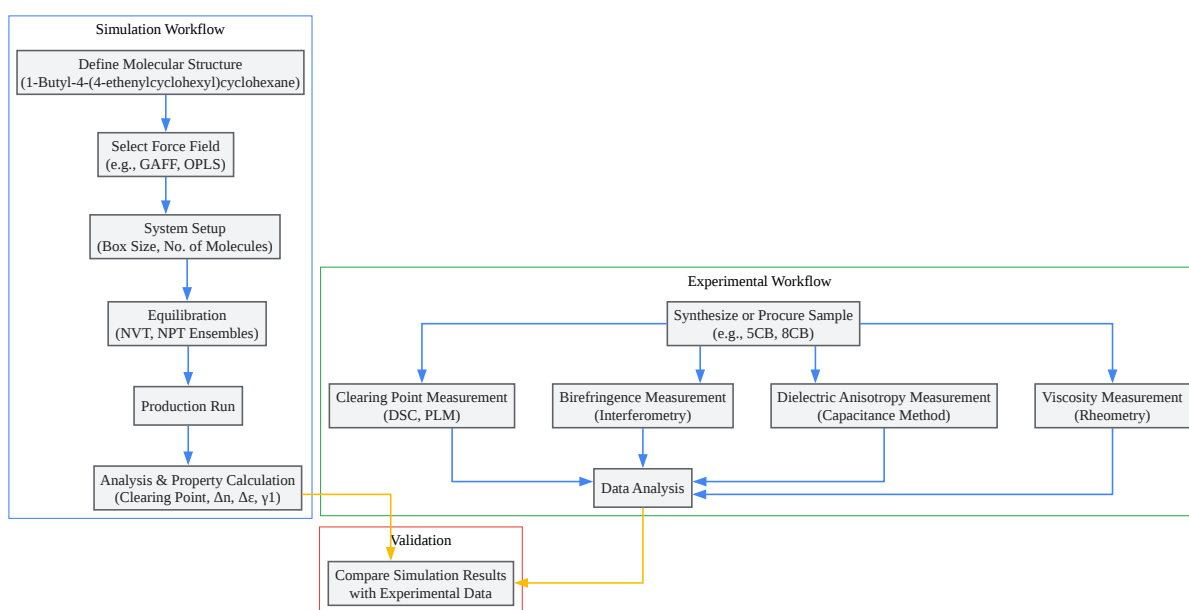 Simulation Workflow
Define Molecular Structure
(1-Butyl-4-(4-ethenylcyclohexyl)cyclohexane)
Select Force Field
(e.g., GAFF, OPLS)
System Setup
(Box Size, No. of Molecules)
Equilibration
(NVT, NPT Ensembles)
Production Run
Analysis & Property Calculation
(Clearing Point, Δn, Δε, γ1)
Experimental Workflow
Synthesize or Procure Sample
(e.g., 5CB, 8CB)
Clearing Point Measurement
(DSC, PLM)
Birefringence Measurement
(Interferometry)
Dielectric Anisotropy Measurement
(Capacitance Method)
Viscosity Measurement
(Rheometry)
Data Analysis
Validation
Compare Simulation Results
with Experimental Data